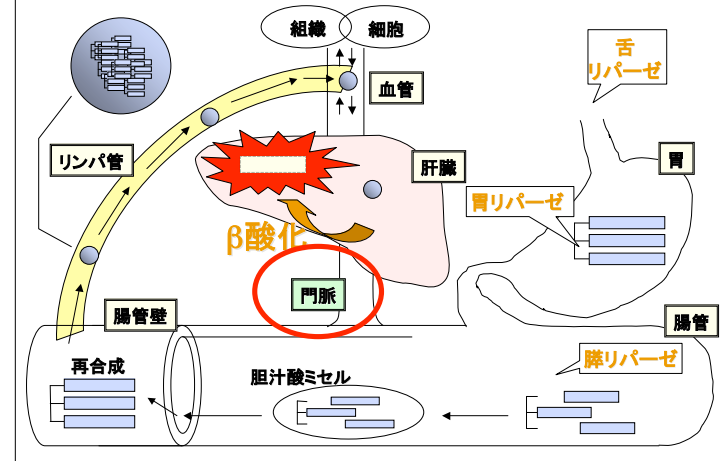 組織
細胞
舌
リパーゼ
血管
リンパ管
肝臓
胃
胃リパーゼ
β酸化
門脈
腸管壁
腸管
再合成
胆汁酸ミセル
膵リパーゼ